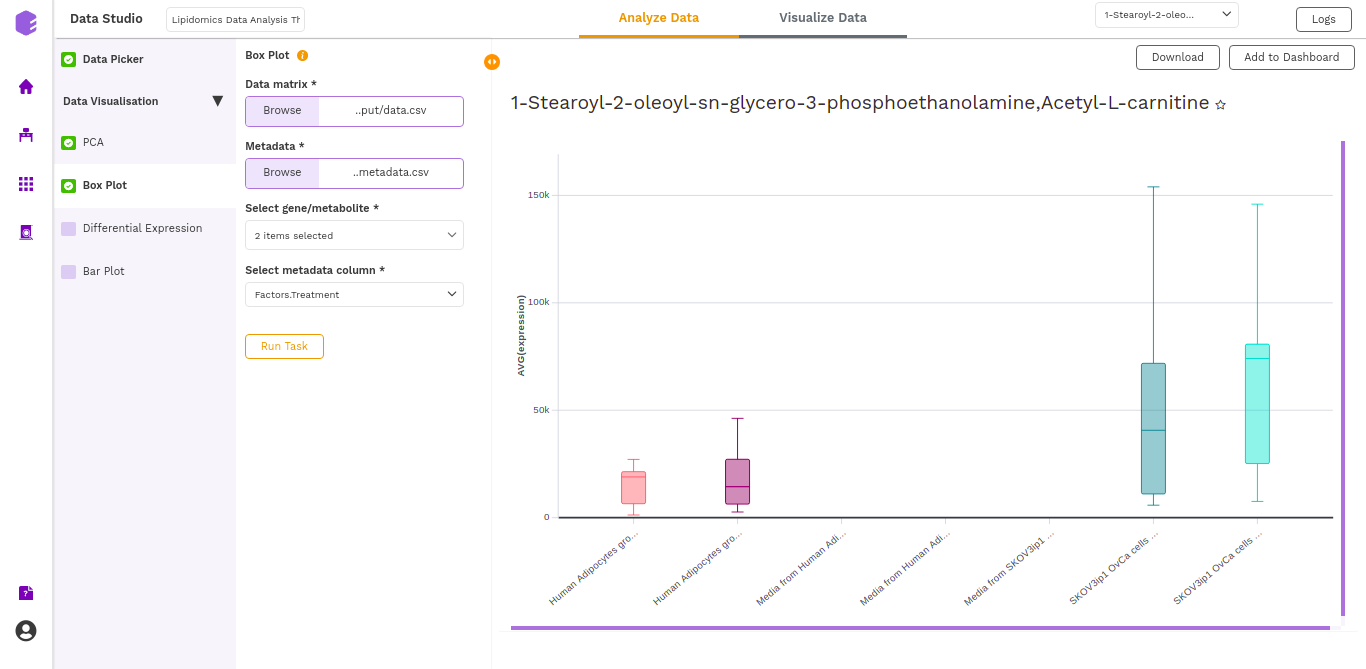 Data Studio
Lipidomics Data Analysis Th
Analyze Data
Visualize Data
1-Stearoyl-2-oleo...
Logs
Data Picker
Data Visualisation
PCA
Box Plot
Differential Expression
Bar Plot
Box Plot
Data matrix *
Browse ..put/data.csv
Metadata *
Browse ..metadata.csv
Select gene/metabolite *
2 items selected
Select metadata column *
Factors.Treatment
Run Task
Download
Add to Dashboard
1-Stearoyl-2-oleoyl-sn-glycero-3-phosphoethanolamine,Acetyl-L-carnitine
AVG(expression)
150k
100k
50k
0
Human Adipocytes gro...
Human Adipocytes gro...
Media from Human Adi...
Media from Human Adi...
Media from SKOV3ip1 ...
SKOV3ip1 OvCa cells ...
SKOV3ip1 OvCa cells ...